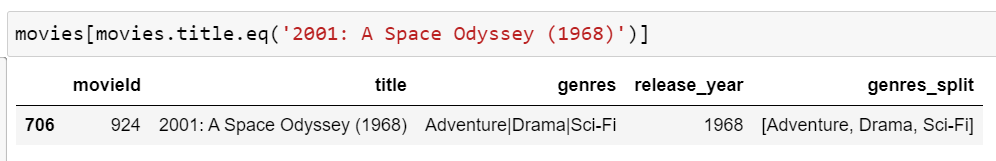 movies[movies.title.eq('2001: A Space Odyssey (1968)')]
movieId title genres release_year genres_split
706 924 2001: A Space Odyssey (1968) Adventure|Drama|Sci-Fi 1968 [Adventure, Drama, Sci-Fi]